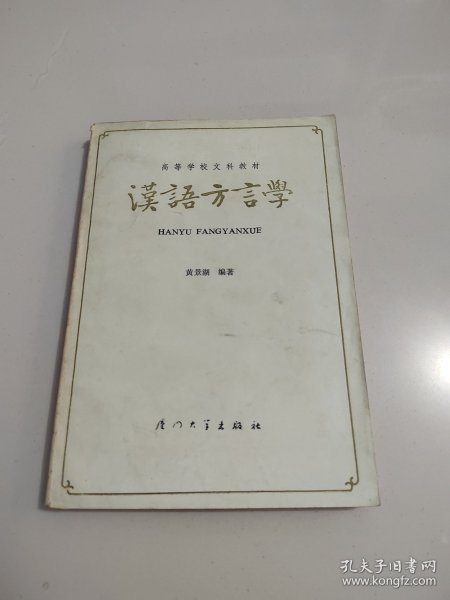 高等学校文科教材
漢語方言學
HANYU FANGYANXUE
黄景湖 编著
厦门大学出版社
孔夫子旧书网
www.kongfz.com